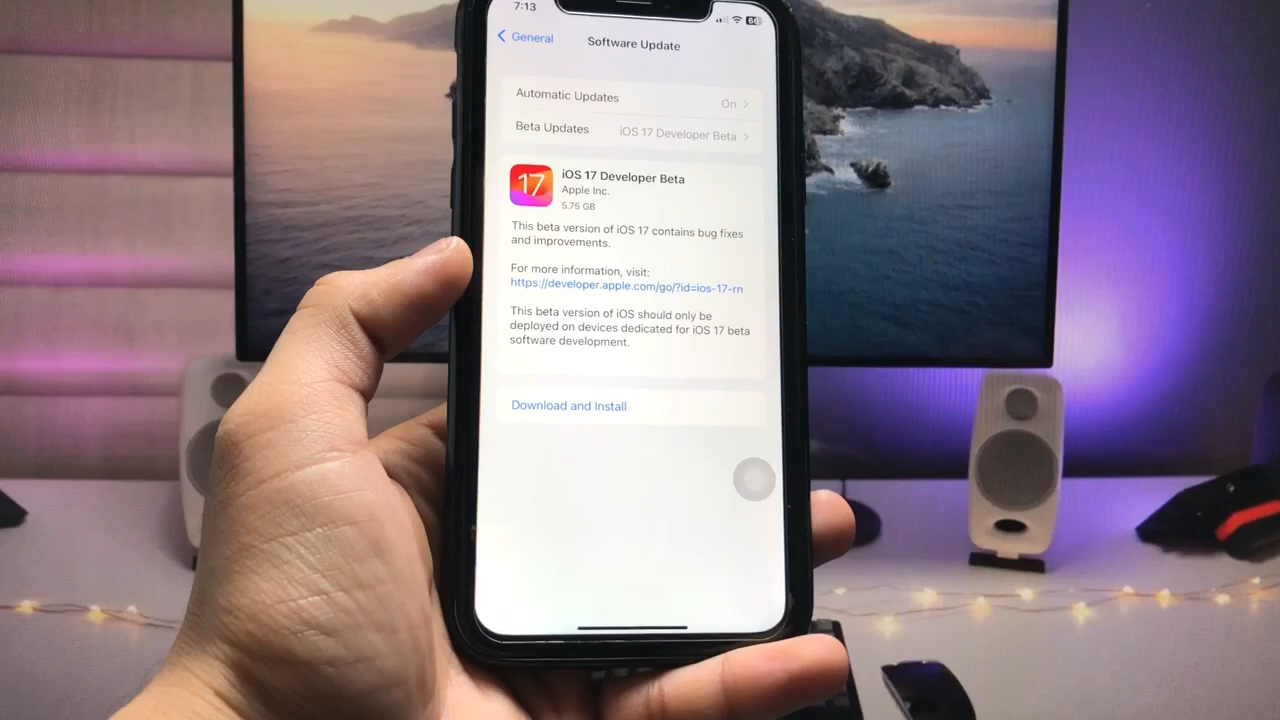 7:13
66
General
Software Update
Automatic Updates
On
Beta Updates
iOS 17 Developer Beta
17
iOS 17 Developer Beta
Apple Inc.
5.75 GB
This beta version of iOS 17 contains bug fixes
and improvements.
For more information, visit:
https://developer.apple.com/go/?id=ios-17-rn
This beta version of iOS should only be
deployed on devices dedicated for iOS 17 beta
software development.
Download and Install